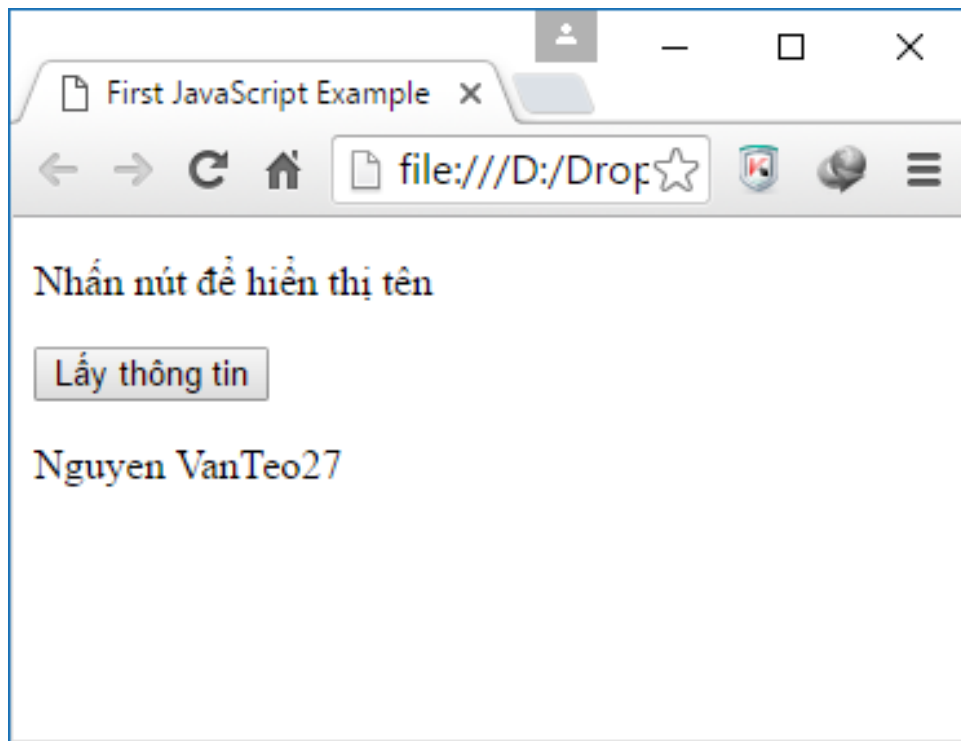 First JavaScript Example
file:///D:/Drop
Nhấn nút để hiển thị tên
Lấy thông tin
Nguyen VanTeo27